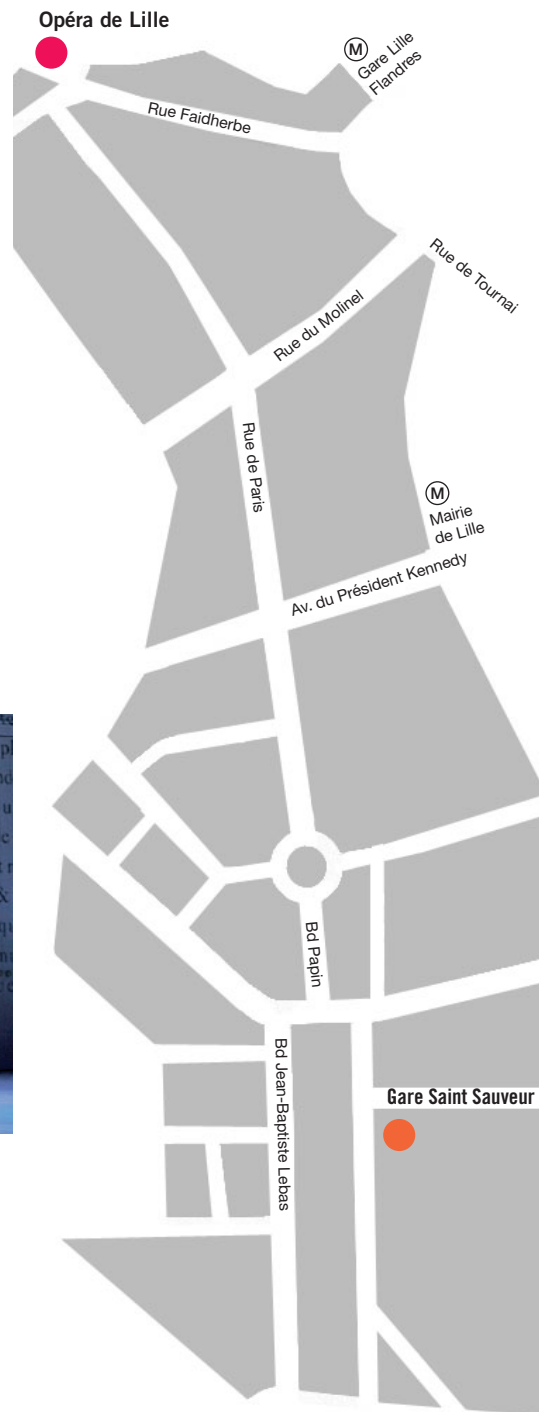 Opéra de Lille
M
Gare Lille
Flandres
Rue Faidherbe
Rue de Tournai
Rue du Molinel
Rue de Paris
M
Mairie
de Lille
Av. du Président Kennedy
Bd Papin
Gare Saint Sauveur
Bd Jean-Baptiste Lebas